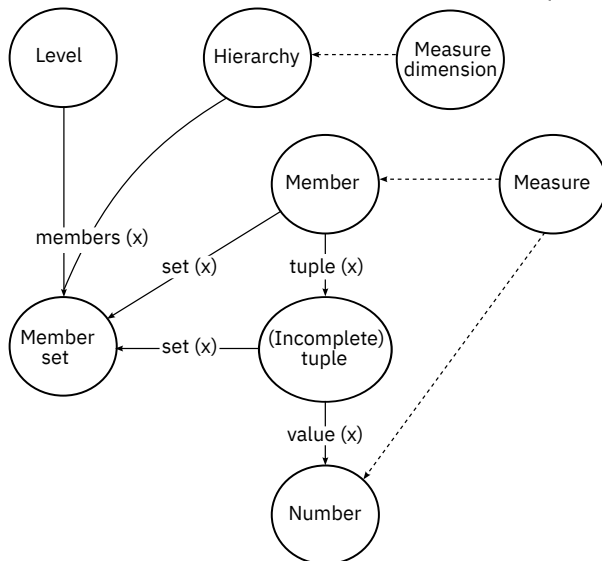 Level
Hierarchy
Measure
dimension
Member
Measure
members (x)
set (x)
tuple (x)
Member
set
set (x)
(Incomplete)
tuple
value (x)
Number